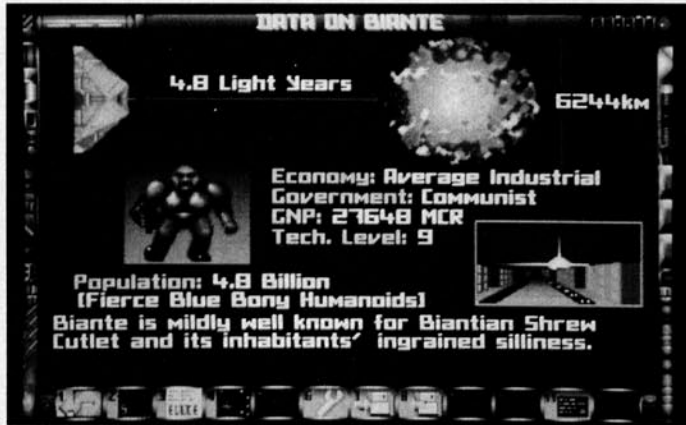 DATA ON BIANTE
4.8 Light Years
6244km
Economy: Average Industrial
Government: Communist
GNP: 27648 MCR
Tech. Level: 9
Population: 4.8 Billion
(Fierce Blue Bony Humanoids)
Biante is mildly well known for Biantian Shrew
Cutlet and its inhabitants' ingrained silliness.
ELITE